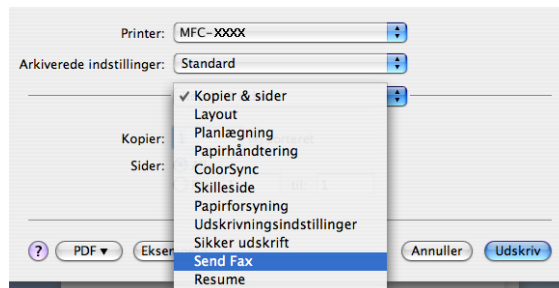 Printer: MFC-XXXX
Arkiverede indstillinger: Standard
✓ Kopier & sider
Layout
Planlægning
Kopier: Papirhåndtering
Sider: ColorSync
Skilleside
Papirforsyning
Udskrivningsindstillinger
Sikker udskrift
? PDF▼ Annuller Udskriv
Send Fax
Resume